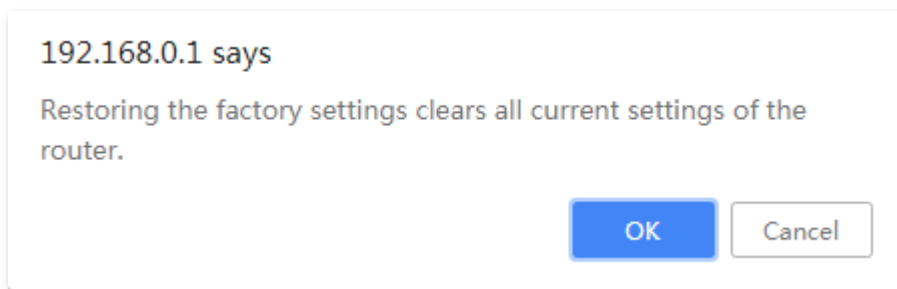 192.168.0.1 says
Restoring the factory settings clears all current settings of the
router.
OK
Cancel